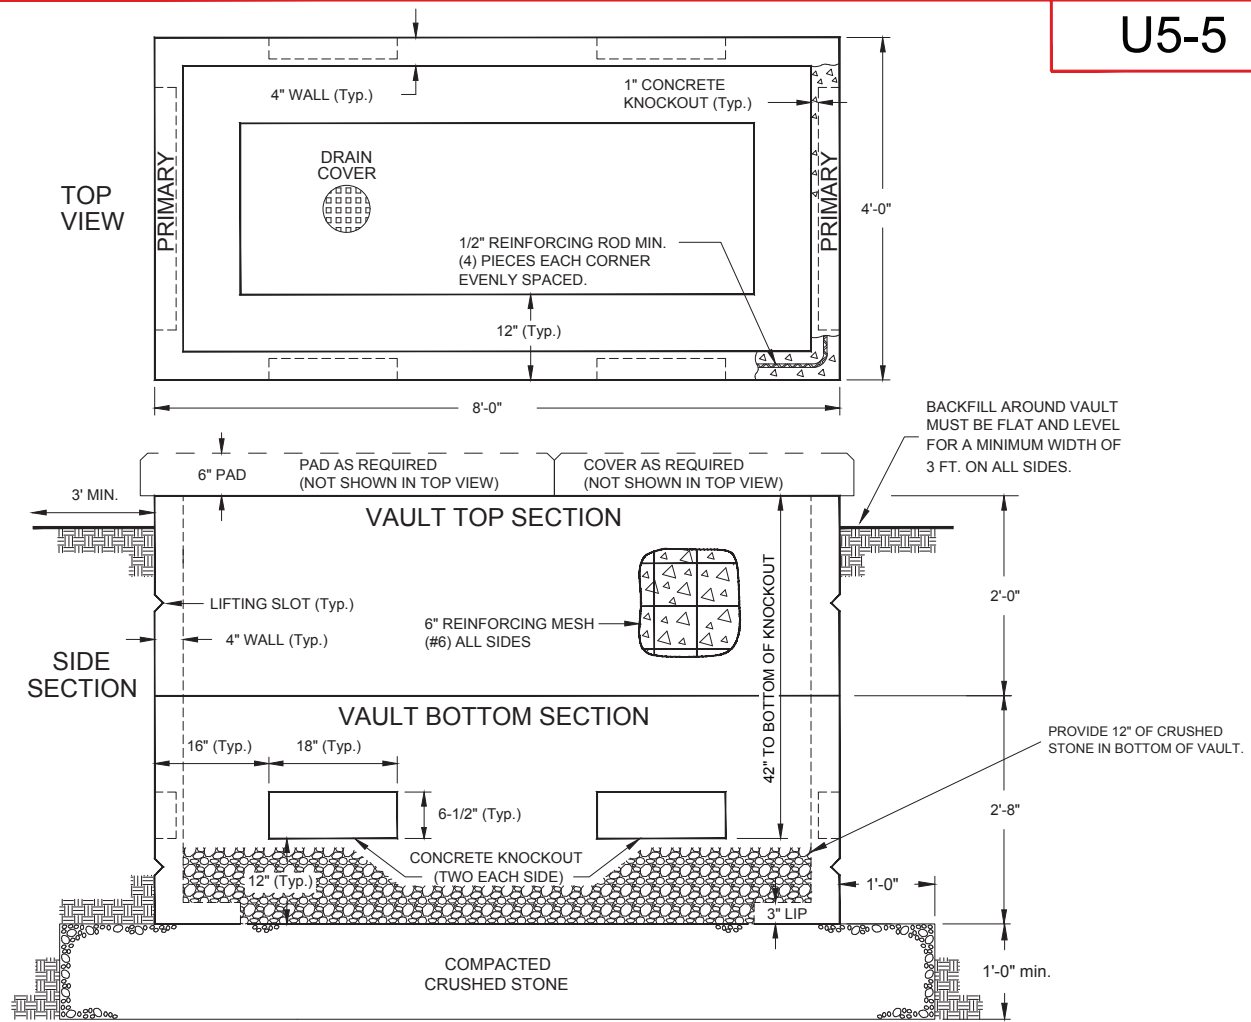 U5-5
4" WALL (Typ.)
1" CONCRETE
KNOCKOUT (Typ.)
DRAIN
COVER
PRIMARY
PRIMARY
TOP
VIEW
4'-0"
1/2" REINFORCING ROD MIN.
(4) PIECES EACH CORNER
EVENLY SPACED.
12" (Typ.)
8'-0"
BACKFILL AROUND VAULT
MUST BE FLAT AND LEVEL
FOR A MINIMUM WIDTH OF
3 FT. ON ALL SIDES.
6" PAD
PAD AS REQUIRED
(NOT SHOWN IN TOP VIEW)
COVER AS REQUIRED
(NOT SHOWN IN TOP VIEW)
3' MIN.
VAULT TOP SECTION
LIFTING SLOT (Typ.)
4" WALL (Typ.)
6" REINFORCING MESH
(#6) ALL SIDES
42" TO BOTTOM OF KNOCKOUT
2'-0"
SIDE
SECTION
VAULT BOTTOM SECTION
16" (Typ.)
18" (Typ.)
PROVIDE 12" OF CRUSHED
STONE IN BOTTOM OF VAULT.
6-1/2" (Typ.)
2'-8"
CONCRETE KNOCKOUT
(TWO EACH SIDE)
12" (Typ.)
1'-0"
3" LIP
COMPACTED
CRUSHED STONE
1'-0" min.